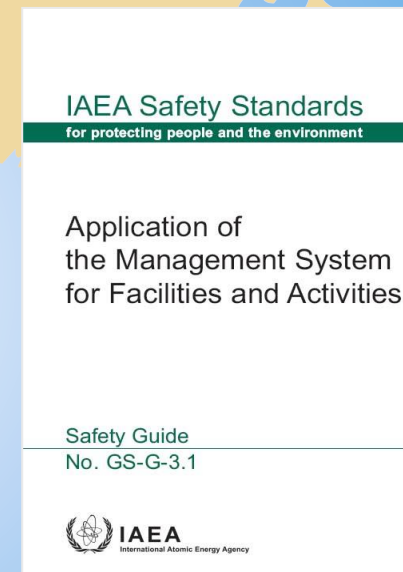 IAEA Safety Standards
for protecting people and the environment
Application of
the Management System
for Facilities and Activities
Safety Guide
No. GS-G-3.1
IAEA
International Atomic Energy Agency